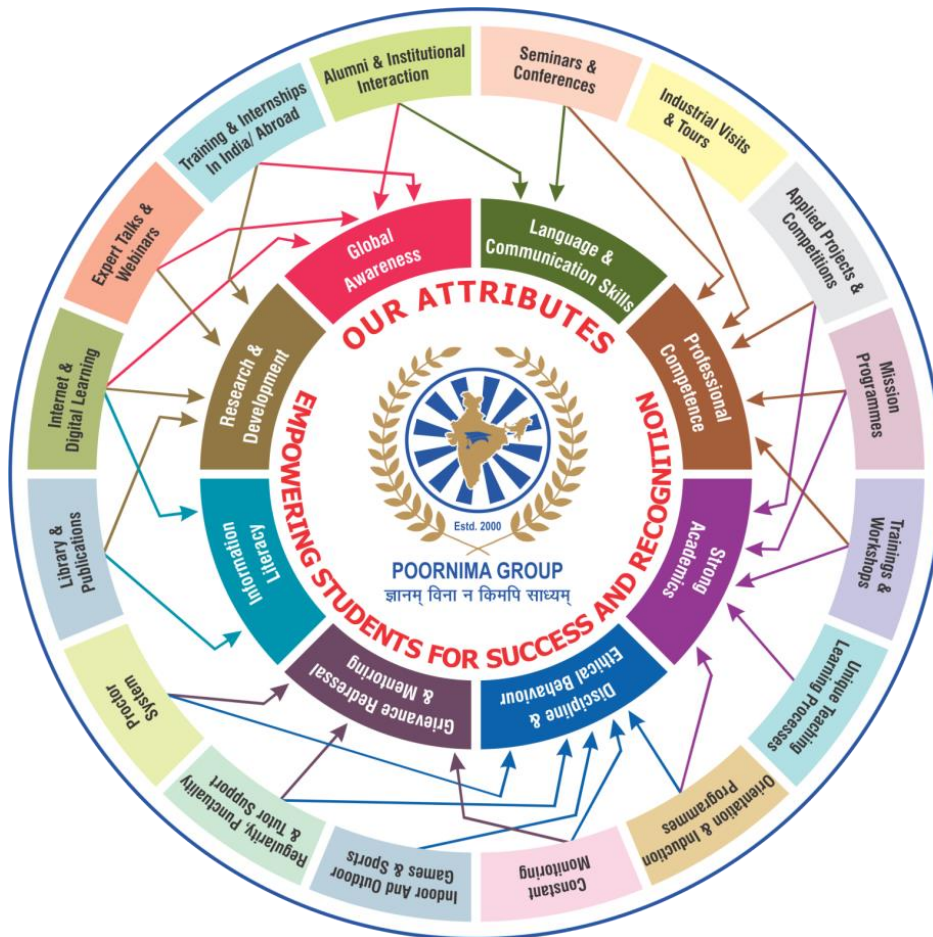 Alumni & Institutional
Interaction
Seminars &
Conferences
Industrial Visits
& Tours
Applied Projects &
Competitions
Mission
Programmes
Trainings &
Workshops
Unique Teaching
Learning Processes
Orientation & Induction
Programmes
Constant
Monitoring
Indoor And Outdoor
Games & Sports
Regularity, Punctuality
& Tutor Support
Proctor
System
Library &
Publications
Internet &
Digital Learning
Expert Talks &
Webinars
Training & Internships
In India/ Abroad
Global
Awareness
Language &
Communication Skills
Professional
Competence
Strong
Academics
Discipline &
Ethical Behaviour
Grievance Redressal
& Mentoring
Information
Literacy
Research &
Development
OUR ATTRIBUTES
EMPOWERING STUDENTS FOR SUCCESS AND RECOGNITION
Estd. 2000
POORNIMA GROUP
ज्ञानम् विना न किमपि साध्यम्